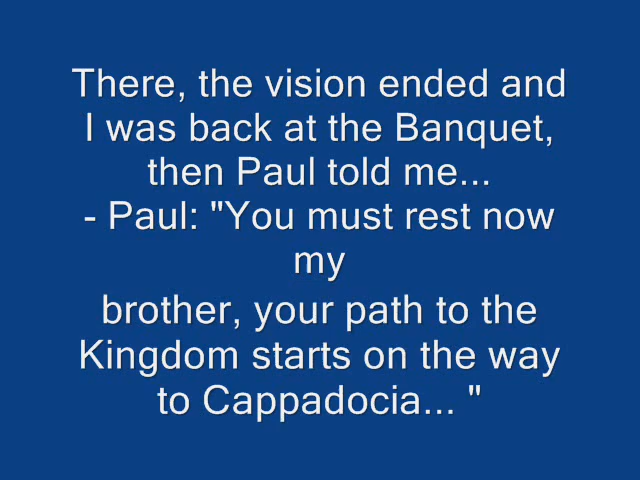 There, the vision ended and
I was back at the Banquet,
then Paul told me...
- Paul: "You must rest now
my
brother, your path to the
Kingdom starts on the way
to Cappadocia... "